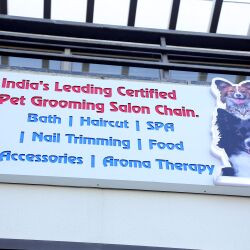 India's Leading Certified
Pet Grooming Salon Chain.
Bath | Haircut | SPA
| Nail Trimming | Food
Accessories | Aroma Therapy